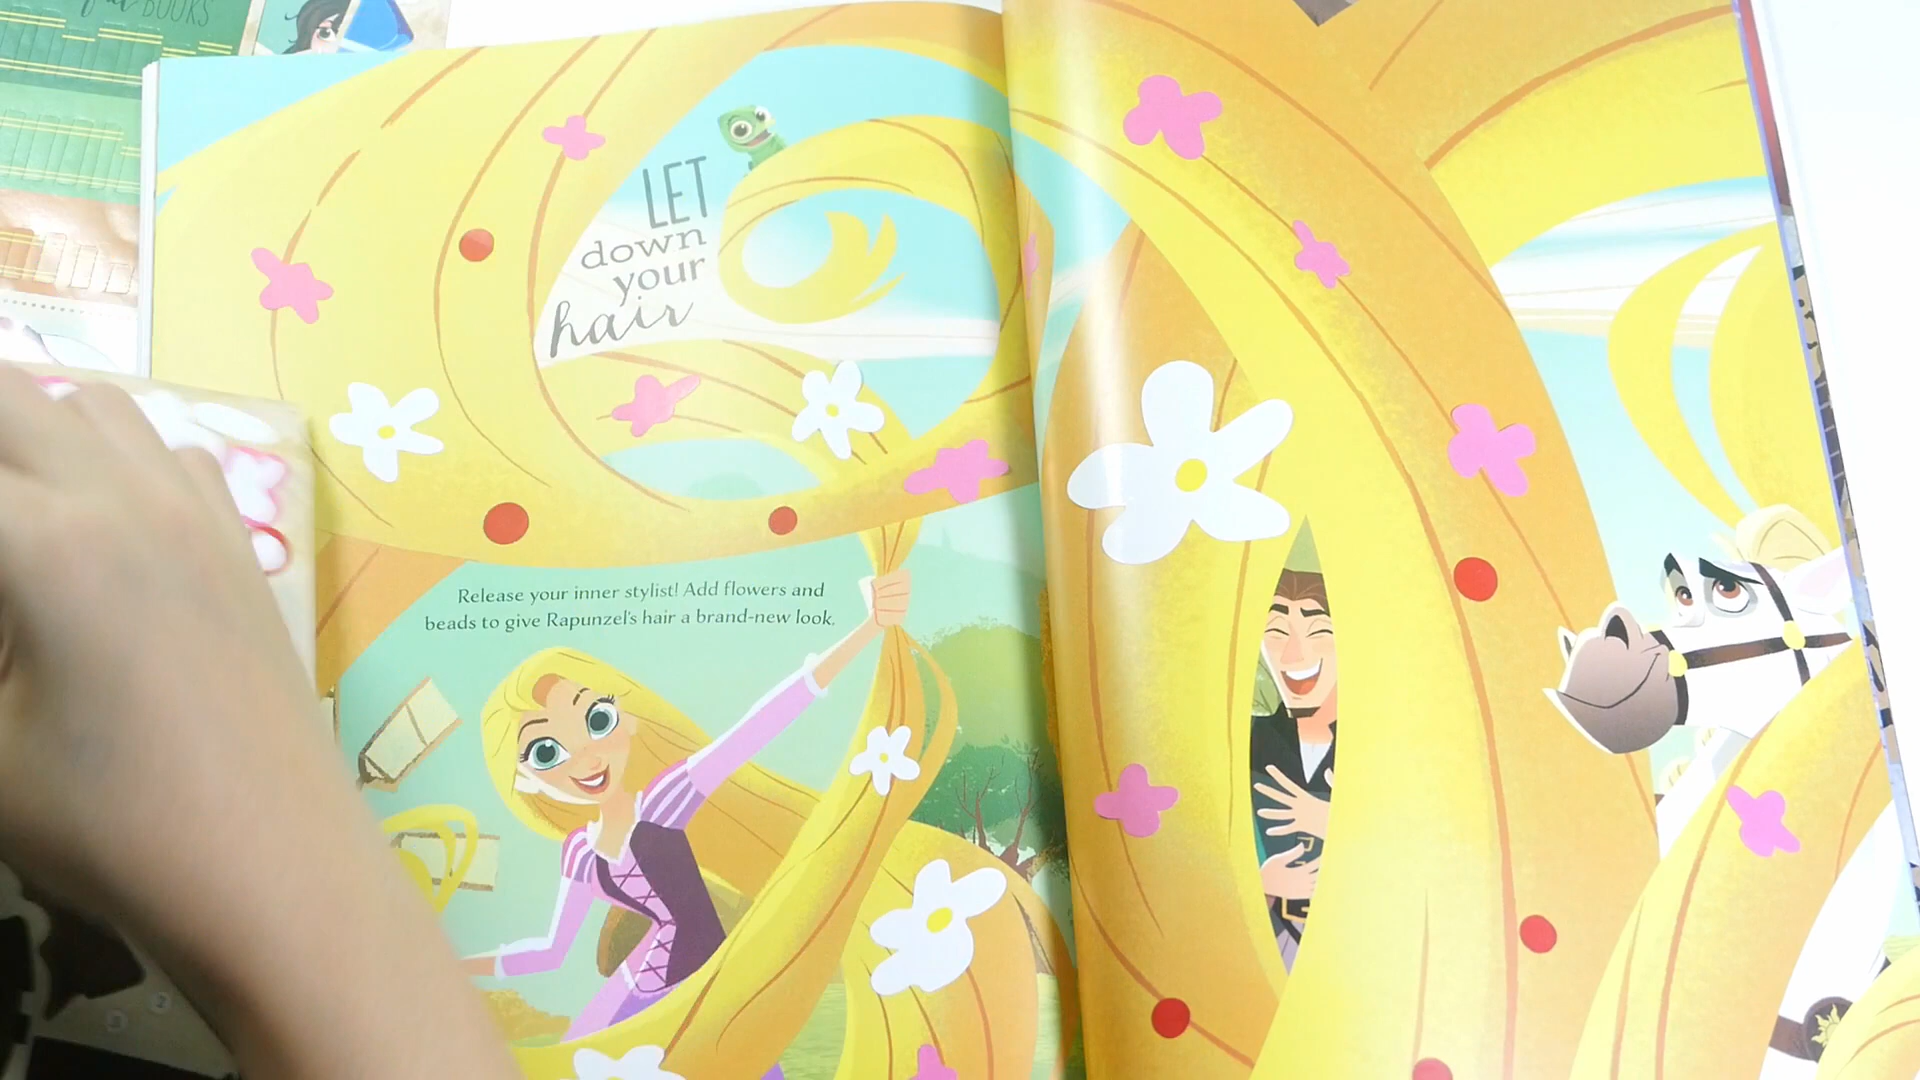 BOOKS
LET
down
your
hair
Release your inner stylist! Add flowers and
beads to give Rapunzel's hair a brand-new look.